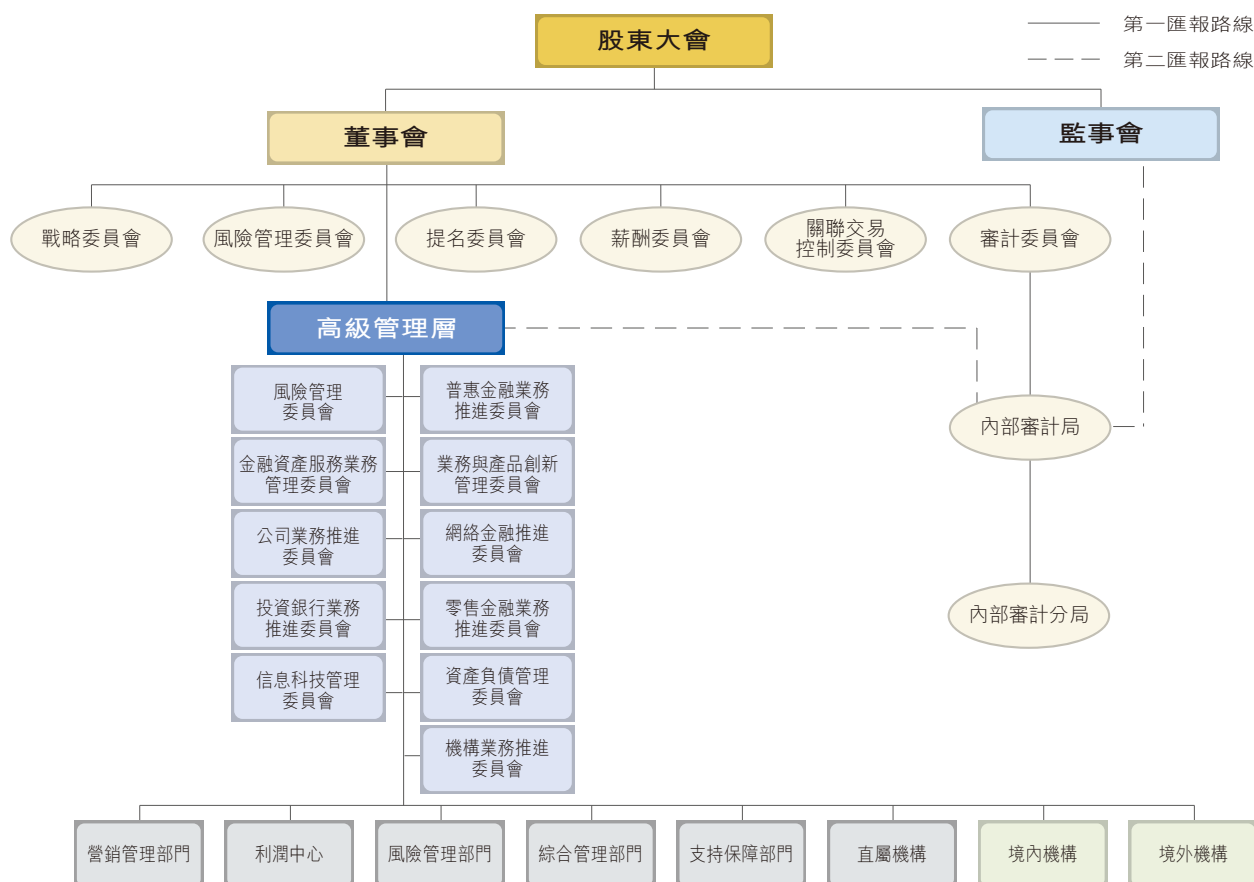 股東大會
第一匯報路線
第二匯報路線
董事會
監事會
戰略委員會
風險管理委員會
提名委員會
薪酬委員會
關聯交易
控制委員會
審計委員會
高級管理層
風險管理
委員會
普惠金融業務
推進委員會
內部審計局
金融資產服務業務
管理委員會
業務與產品創新
管理委員會
公司業務推進
委員會
網絡金融推進
委員會
投資銀行業務
推進委員會
零售金融業務
推進委員會
內部審計分局
信息科技管理
委員會
資產負債管理
委員會
機構業務推進
委員會
營銷管理部門
利潤中心
風險管理部門
綜合管理部門
支持保障部門
直屬機構
境內機構
境外機構